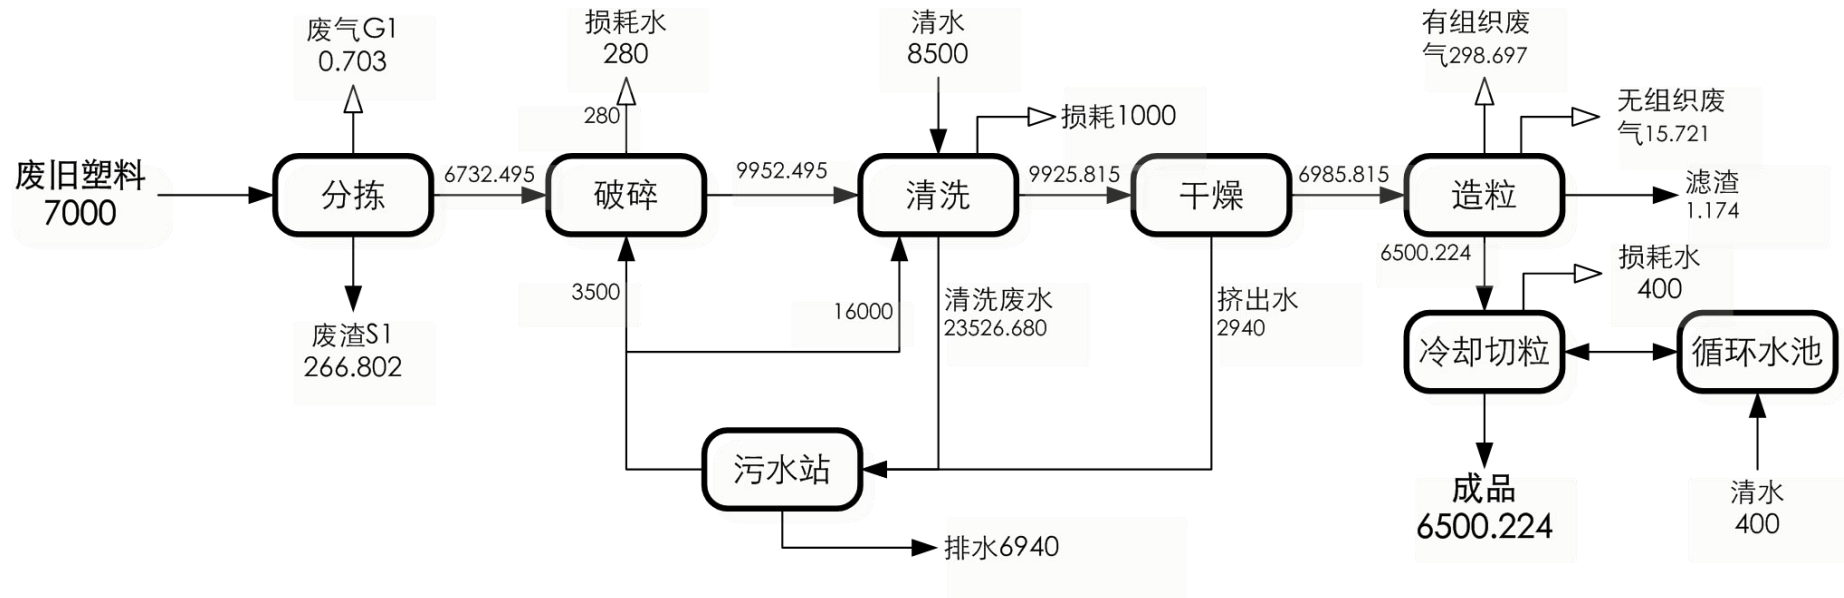 废气G1
0.703
损耗水
280
280
清水
8500
损耗1000
有组织废
气298.697
无组织废
气15.721
废旧塑料
7000
分拣
6732.495
破碎
9952.495
清洗
9925.815
干燥
6985.815
造粒
滤渣
1.174
废渣S1
266.802
3500
16000
清洗废水
23526.680
挤出水
2940
6500.224
损耗水
400
冷却切粒
循环水池
污水站
排水6940
成品
6500.224
清水
400